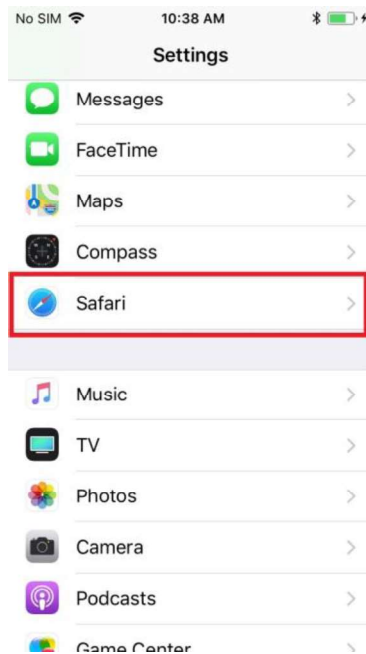 No SIM 10:38 AM
Settings
Messages
FaceTime
Maps
Compass
Safari
Music
TV
Photos
Camera
Podcasts
Game Center